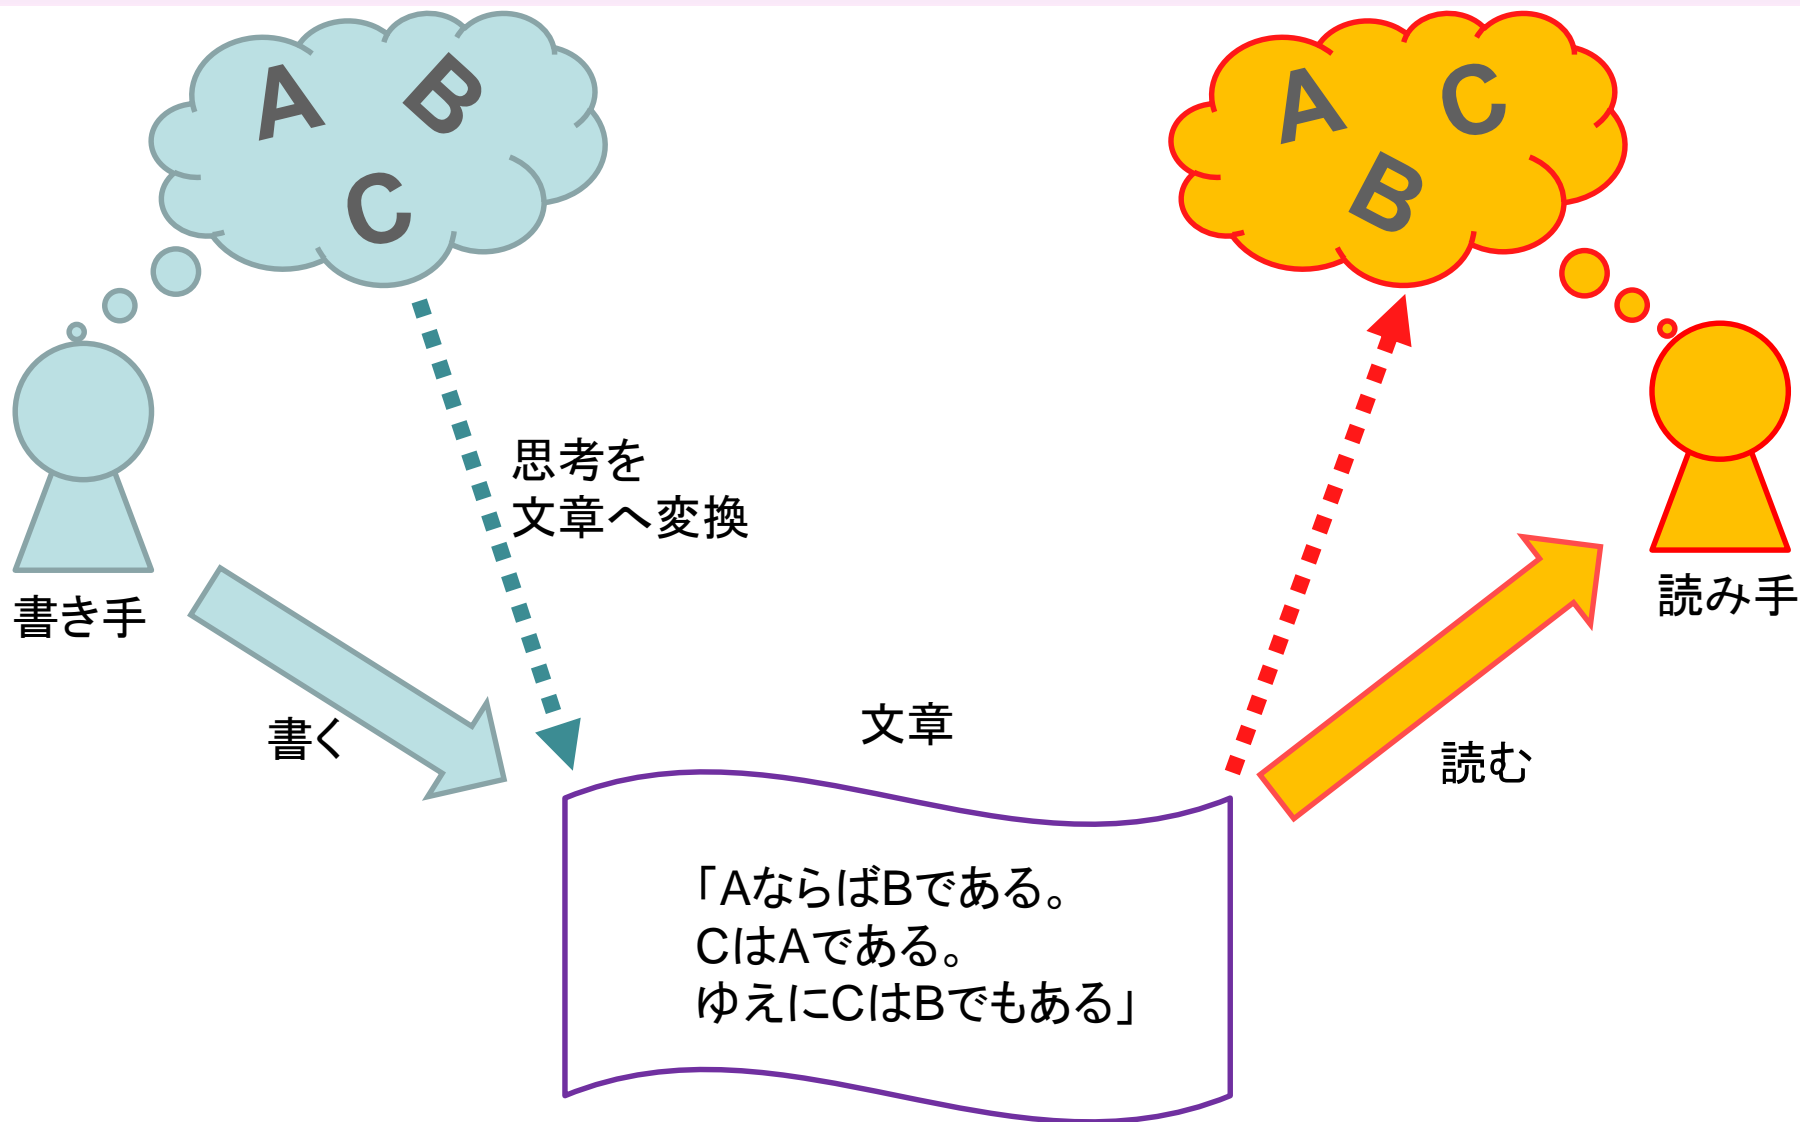 A
B
C
A
C
B
思考を
文章へ変換
書き手
読み手
書く
文章
読む
「AならばBである。
CはAである。
ゆえにCはBでもある」